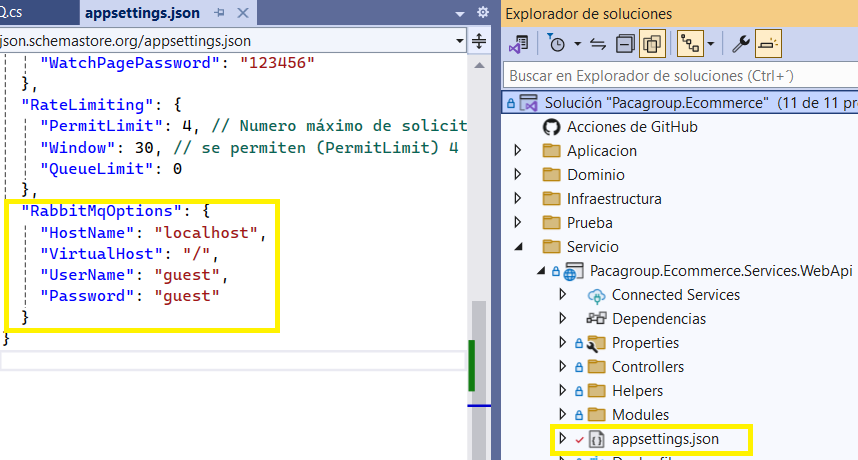 Q.cs
appsettings.json
json.schemastore.org/appsettings.json
"WatchPagePassword": "123456"
},
"RateLimiting": {
"PermitLimit": 4, // Numero máximo de solicit
"Window": 30, // se permiten (PermitLimit) 4
"QueueLimit": 0
},
"RabbitMqOptions": {
"HostName": "localhost",
"VirtualHost": "/",
"UserName": "guest",
"Password": "guest"
}
}
Explorador de soluciones
Buscar en Explorador de soluciones (Ctrl+´)
Solución "Pacagroup.Ecommerce" (11 de 11 pr
Acciones de GitHub
Aplicacion
Dominio
Infraestructura
Prueba
Servicio
Pacagroup.Ecommerce.Services.WebApi
Connected Services
Dependencias
Properties
Controllers
Helpers
Modules
appsettings.json